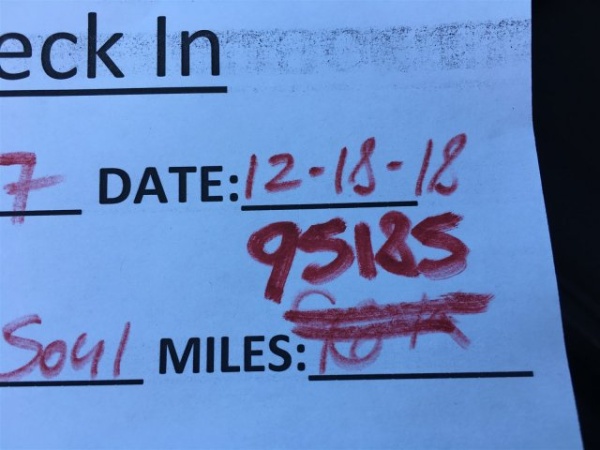 eck In
7 DATE: 12-18-18
95185
Soul MILES: